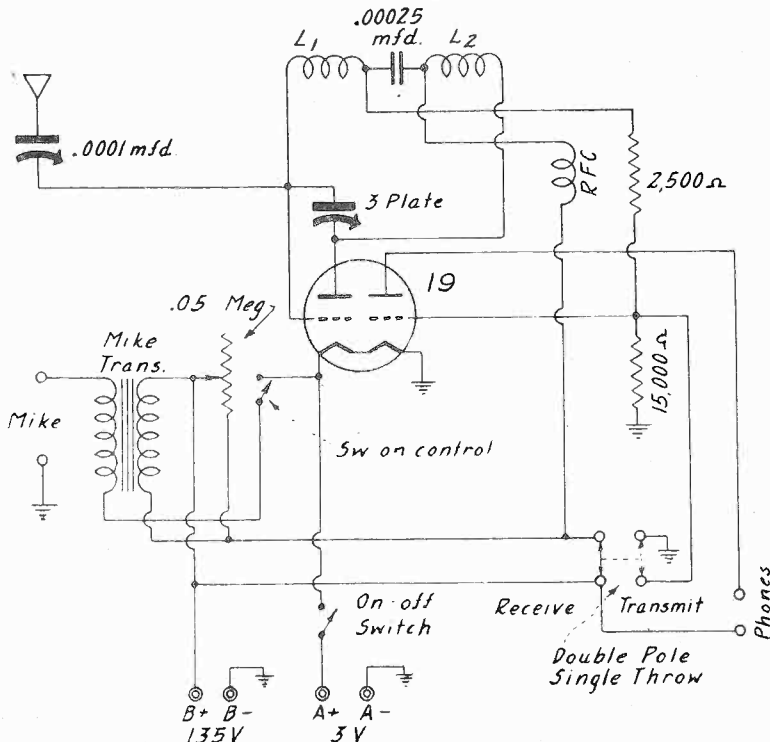 .00025
mfd.
L1
L2
.0001 mfd.
3 Plate
RFC
2,500 Ω
19
.05 Meg
Mike
Trans.
15,000 Ω
Mike
Sw on control
On-off
Switch
Receive
Transmit
Phones
Double Pole
Single Throw
B+
B-
A+
A-
135V
3V